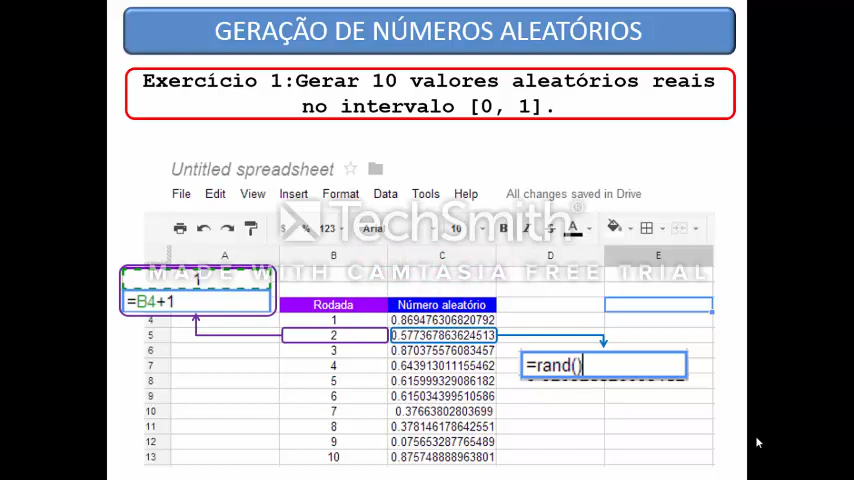 GERAÇÃO DE NÚMEROS ALEATÓRIOS
Exercício 1:Gerar 10 valores aleatórios reais
no intervalo [0, 1].
Untitled spreadsheet
File Edit View Insert Format Data Tools Help All changes saved in Drive
TechSmith®
$ % 123 Arial 10 B I S A
MADE WITH CAMTASIA FREE TRIAL
A B C D E
1
=B4+1
Rodada Número aleatório
4 1 0.869476306820792
5 2 0.577367863624513
6 3 0.870375576083457
7 4 0.643913011155462 =rand()
8 5 0.615999329086182
9 6 0.615034399510586
10 7 0.37663802803699
11 8 0.378146178642551
12 9 0.075653287765489
13 10 0.875748888963801